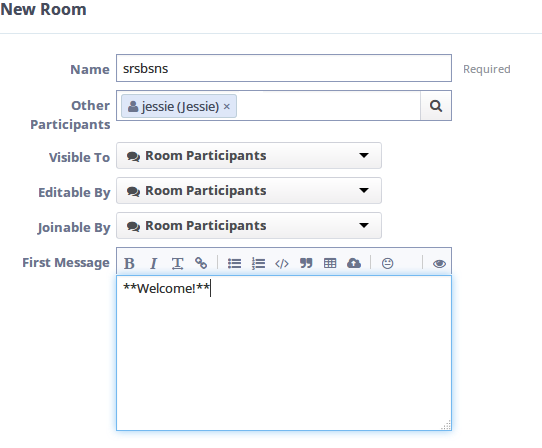 New Room
Name srsbsns Required
Other Participants jessie (Jessie) ×
Visible To Room Participants
Editable By Room Participants
Joinable By Room Participants
First Message B I T </>
**Welcome!**